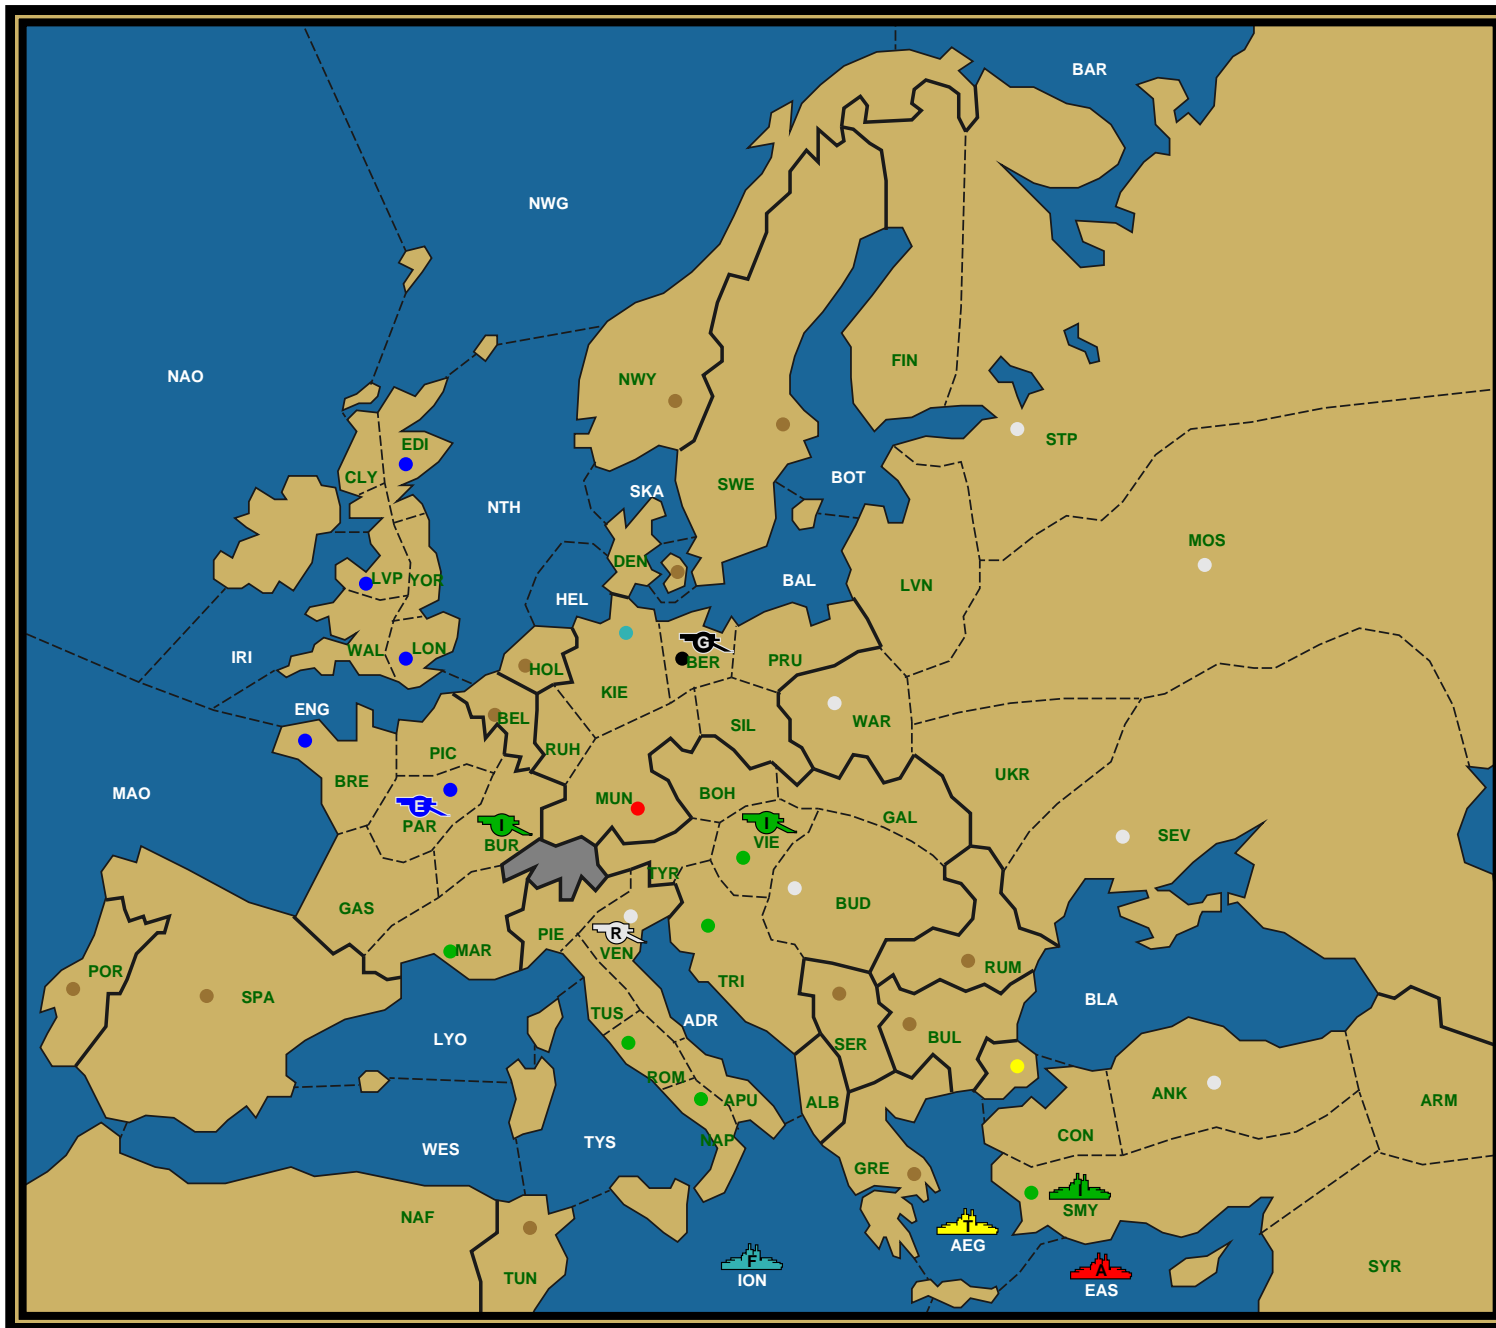 BAR
NWG
NAO
FIN
NWY
EDI
STP
CLY
SWE
BOT
SKA
NTH
MOS
DEN
LVP
YOR
BAL
LVN
HEL
IRI
WAL
LON
G
HOL
BER
PRU
KIE
ENG
BEL
WAR
SIL
PIC
RUH
BRE
UKR
MAO
MUN
BOH
E
PAR
I
BUR
I
VIE
GAL
SEV
TYR
GAS
BUD
PIE
R
VEN
MAR
POR
SPA
TRI
RUM
BLA
TUS
ADR
LYO
SER
BUL
ROM
APU
ALB
ANK
ARM
CON
WES
TYS
NAP
GRE
I
SMY
NAF
T
AEG
F
ION
A
EAS
TUN
SYR